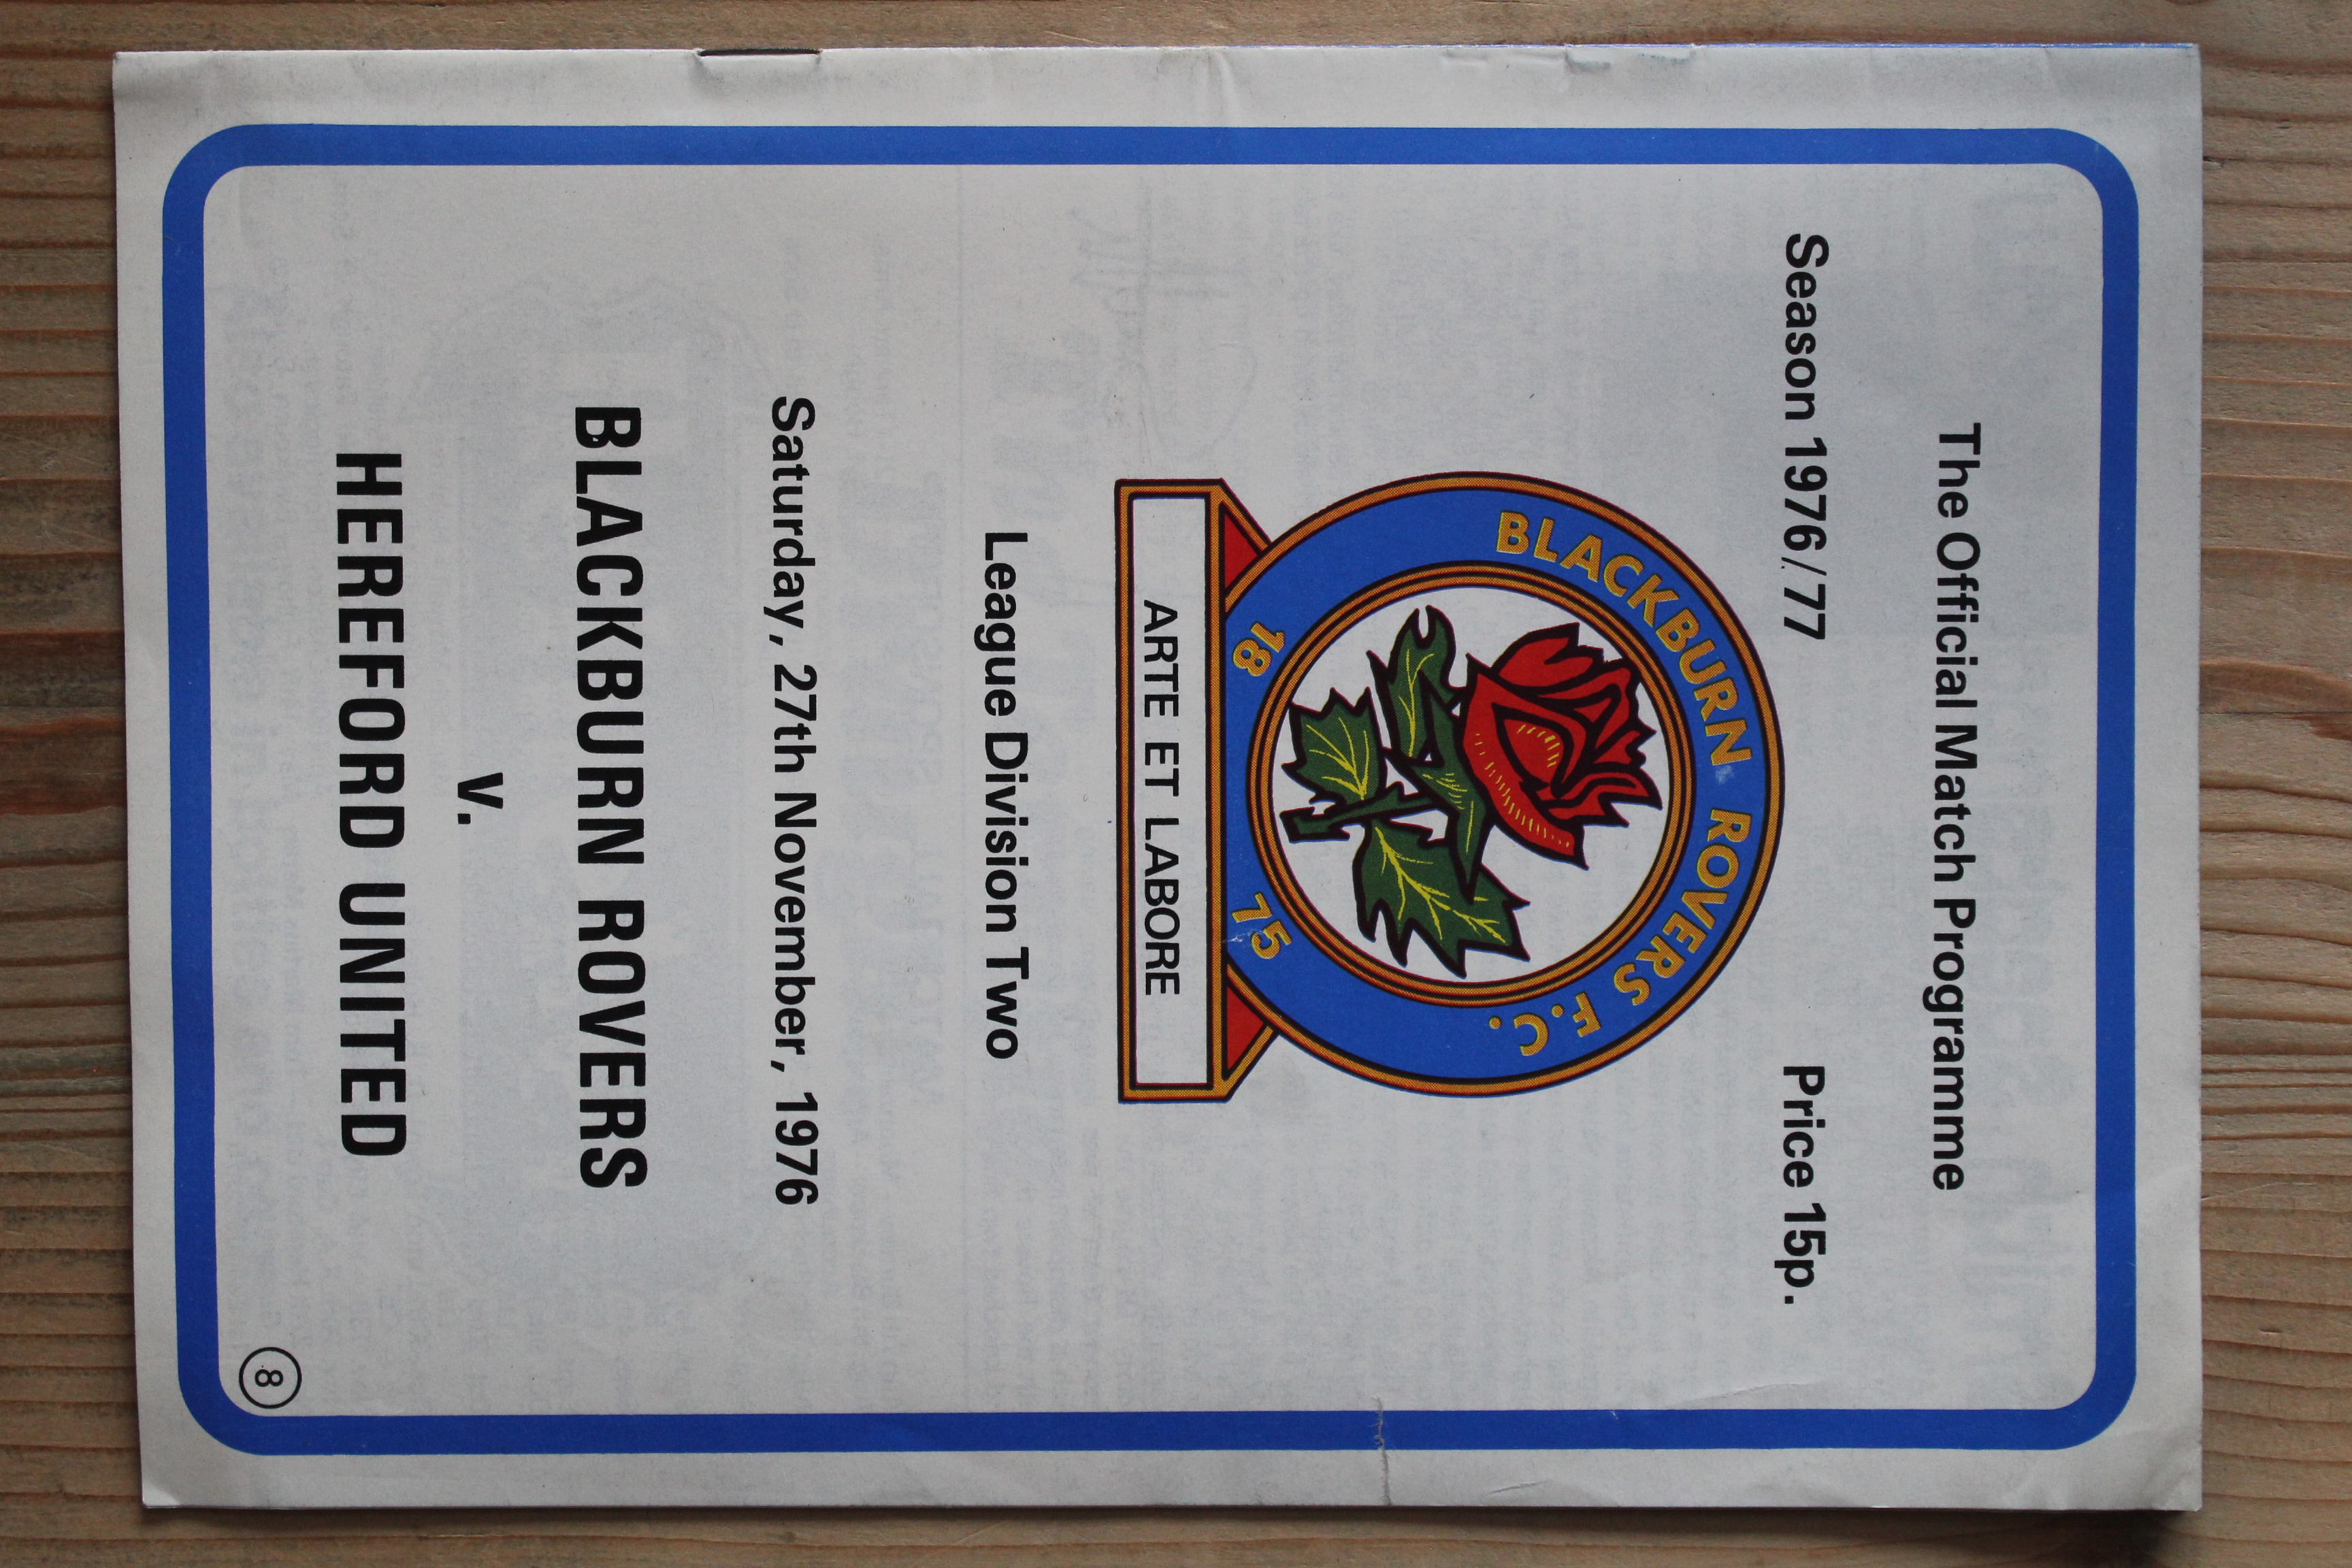 The Official Match Programme
Season 1976/77 Price 15p.
BLACKBURN ROVERS F.C.
18 75
ARTE ET LABORE
League Division Two
Saturday, 27th November, 1976
BLACKBURN ROVERS
v.
HEREFORD UNITED
8